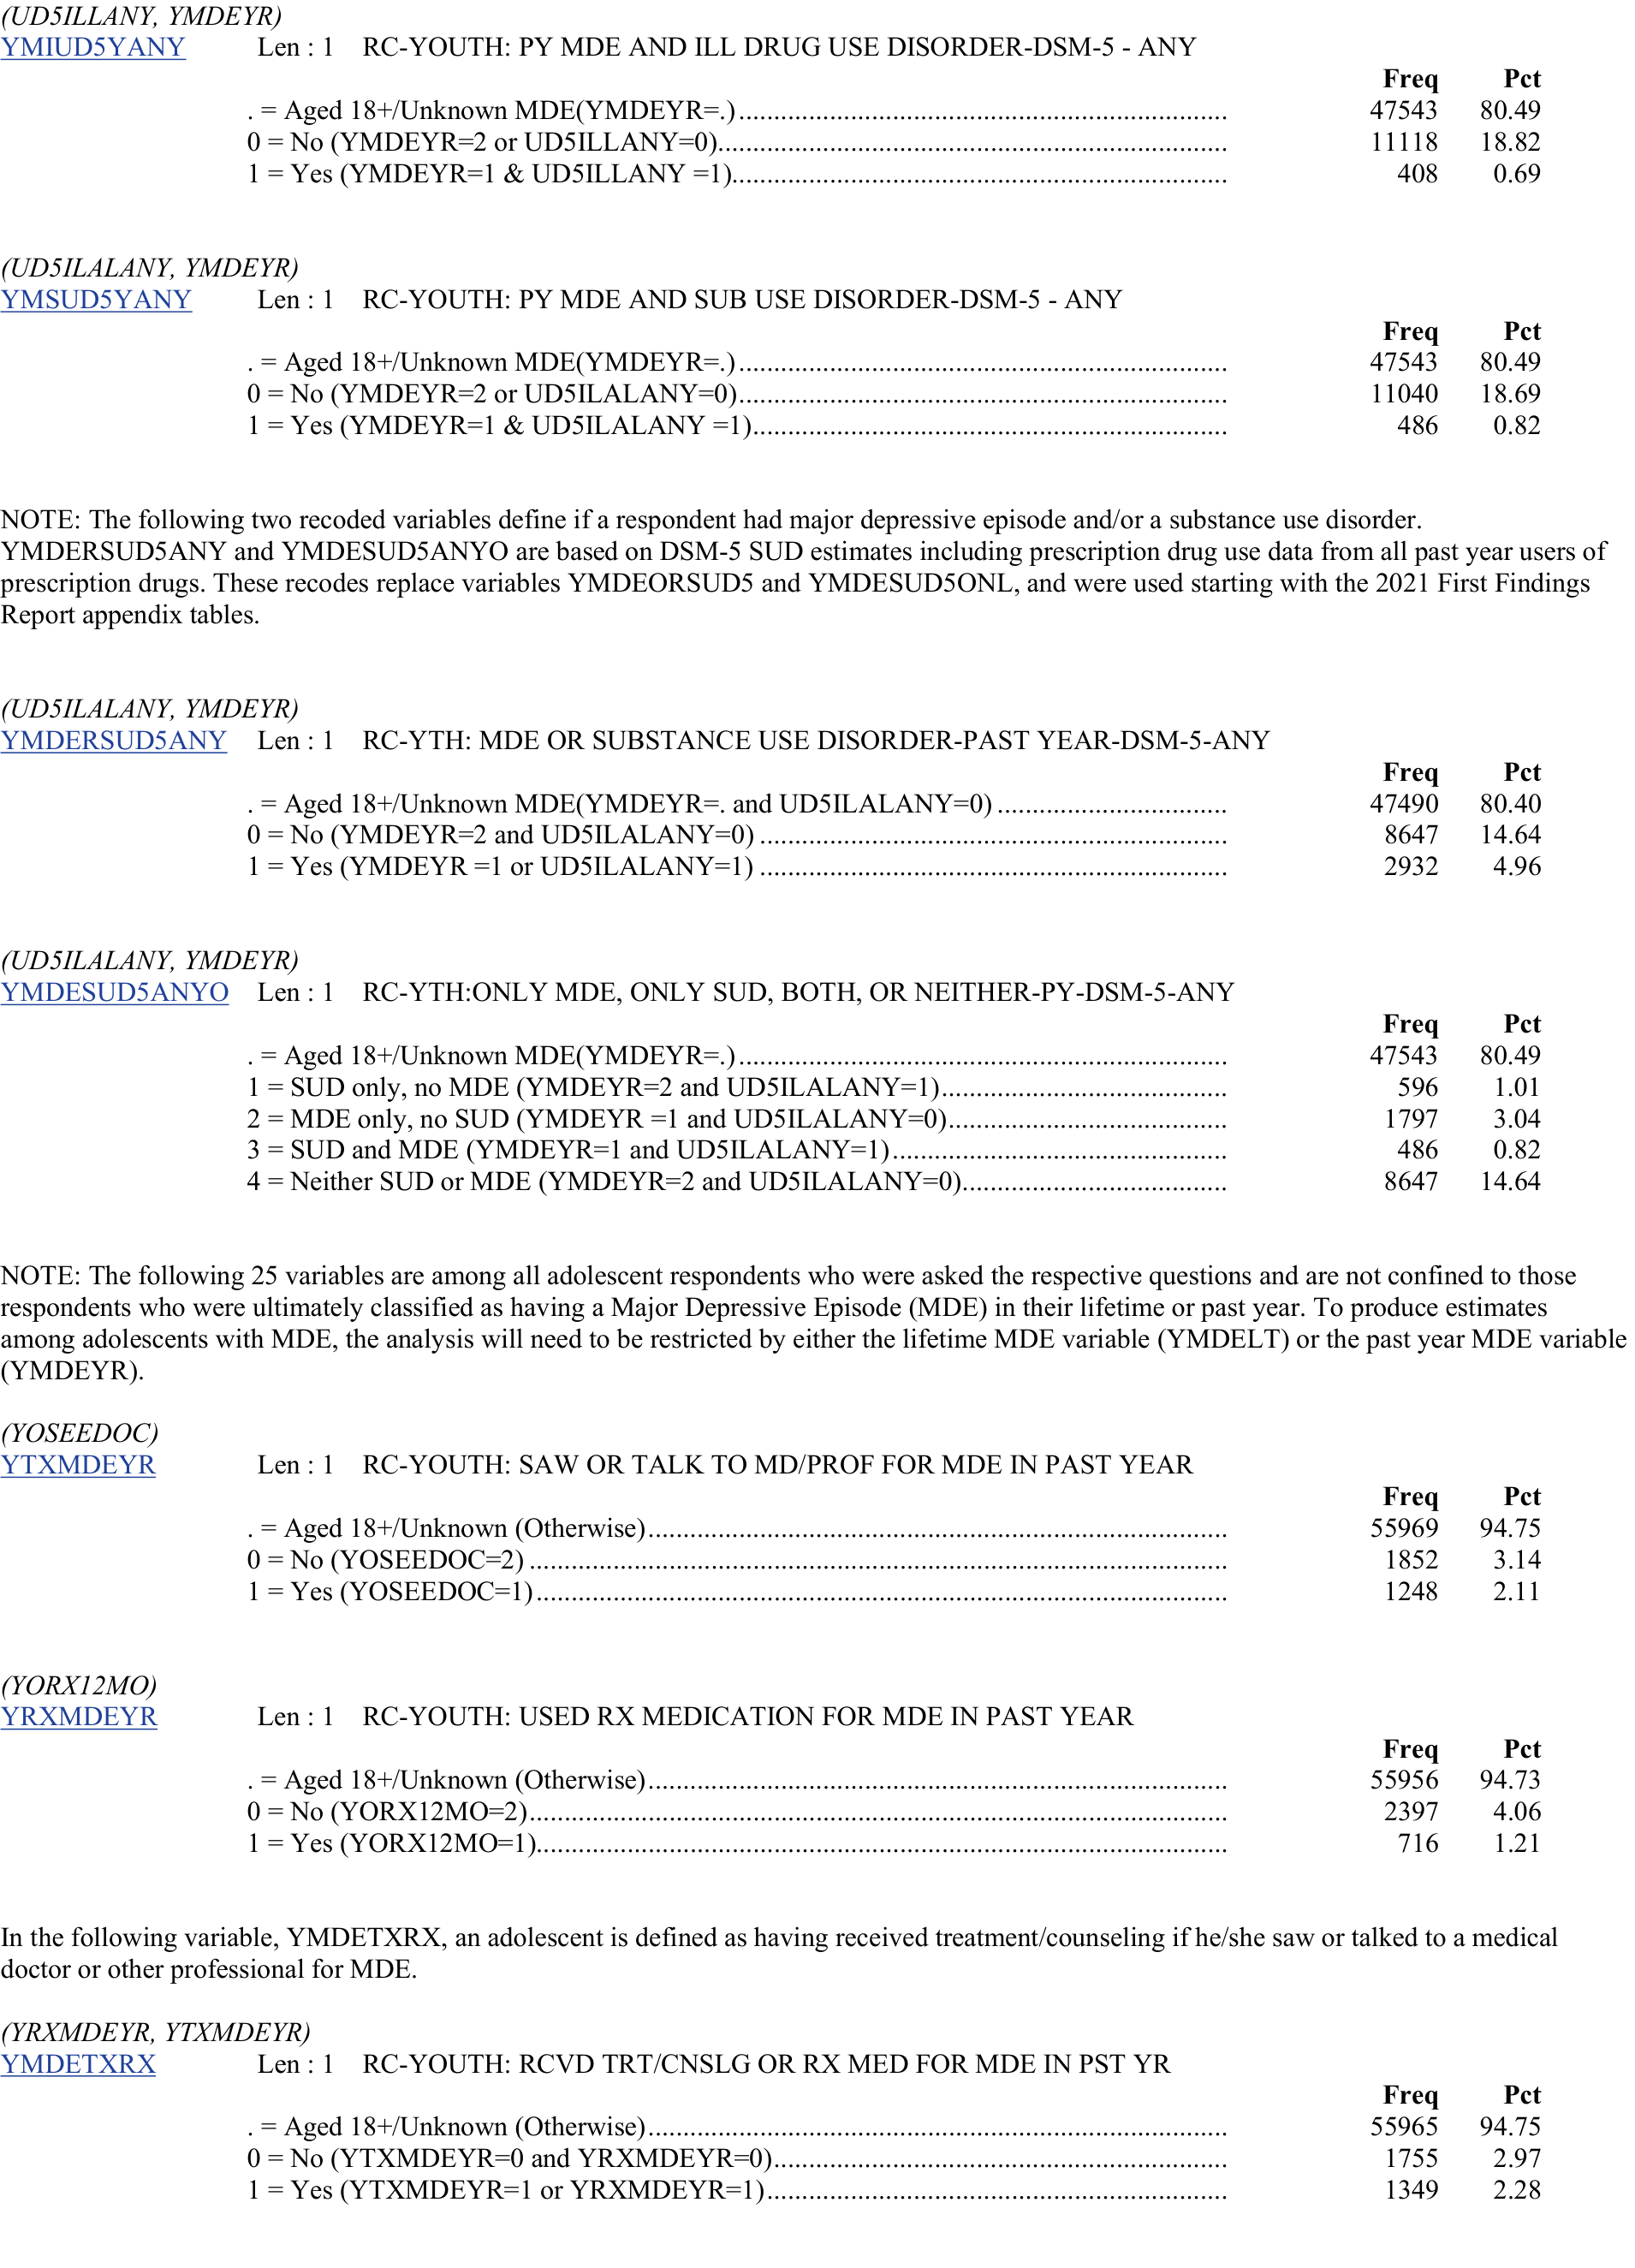 (UD5ILLANY, YMDEYR)
YMIUD5YANY Len : 1 RC-YOUTH: PY MDE AND ILL DRUG USE DISORDER-DSM-5 - ANY
Freq Pct
. = Aged 18+/Unknown MDE(YMDEYR=.)........................................................................ 47543 80.49
0 = No (YMDEYR=2 or UD5ILLANY=0)........................................................................ 11118 18.82
1 = Yes (YMDEYR=1 & UD5ILLANY =1)........................................................................ 408 0.69
(UD5ILALANY, YMDEYR)
YMSUD5YANY Len : 1 RC-YOUTH: PY MDE AND SUB USE DISORDER-DSM-5 - ANY
Freq Pct
. = Aged 18+/Unknown MDE(YMDEYR=.)........................................................................ 47543 80.49
0 = No (YMDEYR=2 or UD5ILALANY=0)........................................................................ 11040 18.69
1 = Yes (YMDEYR=1 & UD5ILALANY =1)..................................................................... 486 0.82
NOTE: The following two recoded variables define if a respondent had major depressive episode and/or a substance use disorder.
YMDERSUD5ANY and YMDESUD5ANYO are based on DSM-5 SUD estimates including prescription drug use data from all past year users of
prescription drugs. These recodes replace variables YMDEORSUD5 and YMDESUD5ONL, and were used starting with the 2021 First Findings
Report appendix tables.
(UD5ILALANY, YMDEYR)
YMDERSUD5ANY Len : 1 RC-YTH: MDE OR SUBSTANCE USE DISORDER-PAST YEAR-DSM-5-ANY
Freq Pct
. = Aged 18+/Unknown MDE(YMDEYR=. and UD5ILALANY=0) .................................. 47490 80.40
0 = No (YMDEYR=2 and UD5ILALANY=0) .................................................................... 8647 14.64
1 = Yes (YMDEYR =1 or UD5ILALANY=1) .................................................................... 2932 4.96
(UD5ILALANY, YMDEYR)
YMDESUD5ANYO Len : 1 RC-YTH:ONLY MDE, ONLY SUD, BOTH, OR NEITHER-PY-DSM-5-ANY
Freq Pct
. = Aged 18+/Unknown MDE(YMDEYR=.)........................................................................ 47543 80.49
1 = SUD only, no MDE (YMDEYR=2 and UD5ILALANY=1).......................................... 596 1.01
2 = MDE only, no SUD (YMDEYR =1 and UD5ILALANY=0)......................................... 1797 3.04
3 = SUD and MDE (YMDEYR=1 and UD5ILALANY=1)................................................. 486 0.82
4 = Neither SUD or MDE (YMDEYR=2 and UD5ILALANY=0)....................................... 8647 14.64
NOTE: The following 25 variables are among all adolescent respondents who were asked the respective questions and are not confined to those
respondents who were ultimately classified as having a Major Depressive Episode (MDE) in their lifetime or past year. To produce estimates
among adolescents with MDE, the analysis will need to be restricted by either the lifetime MDE variable (YMDELT) or the past year MDE variable
(YMDEYR).
(YOSEEDOC)
YTXMDEYR Len : 1 RC-YOUTH: SAW OR TALK TO MD/PROF FOR MDE IN PAST YEAR
Freq Pct
. = Aged 18+/Unknown (Otherwise)..................................................................................... 55969 94.75
0 = No (YOSEEDOC=2) ...................................................................................................... 1852 3.14
1 = Yes (YOSEEDOC=1)..................................................................................................... 1248 2.11
(YORX12MO)
YRXMDEYR Len : 1 RC-YOUTH: USED RX MEDICATION FOR MDE IN PAST YEAR
Freq Pct
. = Aged 18+/Unknown (Otherwise)..................................................................................... 55956 94.73
0 = No (YORX12MO=2)...................................................................................................... 2397 4.06
1 = Yes (YORX12MO=1)..................................................................................................... 716 1.21
In the following variable, YMDETXRX, an adolescent is defined as having received treatment/counseling if he/she saw or talked to a medical
doctor or other professional for MDE.
(YRXMDEYR, YTXMDEYR)
YMDETXRX Len : 1 RC-YOUTH: RCVD TRT/CNSLG OR RX MED FOR MDE IN PST YR
Freq Pct
. = Aged 18+/Unknown (Otherwise)..................................................................................... 55965 94.75
0 = No (YTXMDEYR=0 and YRXMDEYR=0).................................................................. 1755 2.97
1 = Yes (YTXMDEYR=1 or YRXMDEYR=1)................................................................... 1349 2.28